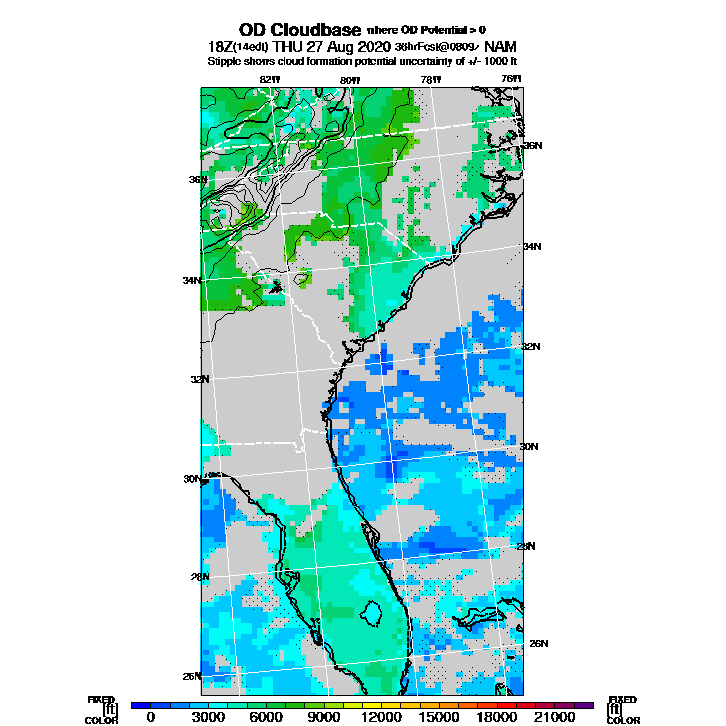 OD Cloudbase where OD Potential > 0
18Z(14edt) THU 27 Aug 2020 36hrFcst@0809z NAM
Stipple shows cloud formation potential uncertainty of +/- 1000 ft
82W 80W 78W 76W
36N
36N
34N
34N
32N
32N
30N
30N
28N
28N
26N
26N
FIXED FIXED
[ft] [ft]
COLOR 0 3000 6000 9000 12000 15000 18000 21000 COLOR